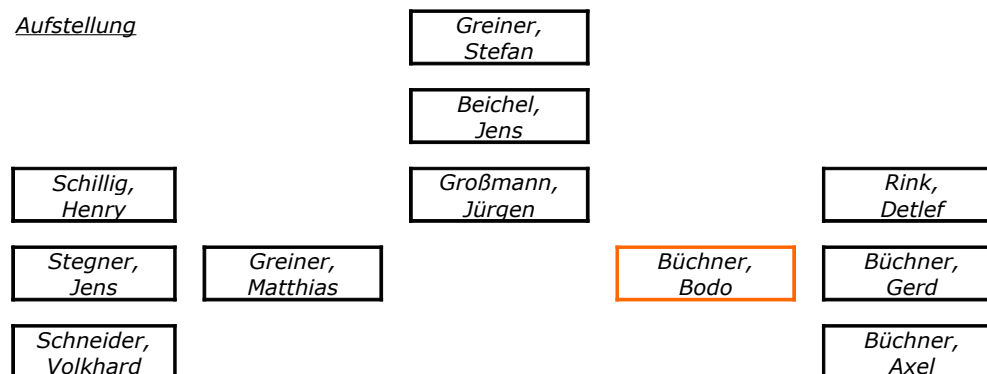 Aufstellung
Greiner,
Stefan
Beichel,
Jens
Schillig,
Henry
Großmann,
Jürgen
Rink,
Detlef
Stegner,
Jens
Greiner,
Matthias
Büchner,
Bodo
Büchner,
Gerd
Schneider,
Volkhard
Büchner,
Axel